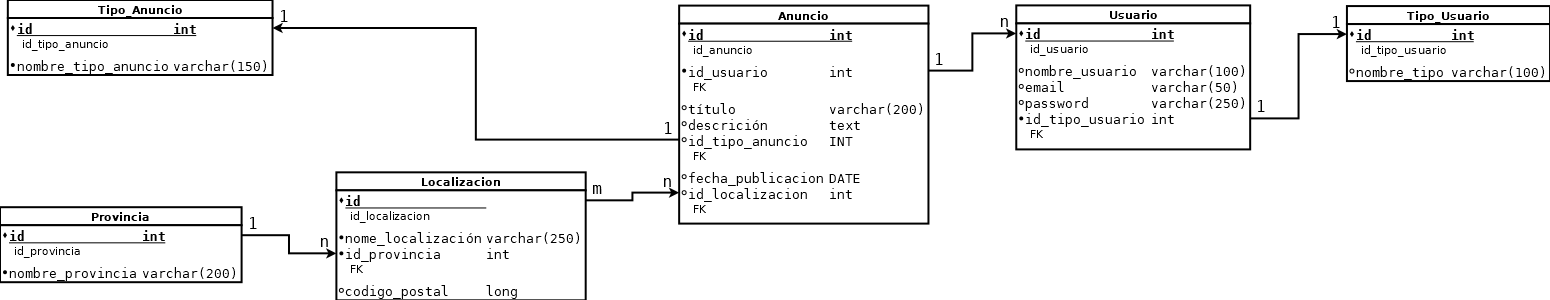 Tipo_Anuncio
id int
id_tipo_anuncio
nombre_tipo_anuncio varchar(150)
1
1
Anuncio
id int
id_anuncio
id_usuario int
FK
título varchar(200)
descrición text
id_tipo_anuncio INT
FK
fecha_publicacion DATE
id_localizacion int
FK
1
n
Usuario
id int
id_usuario
nombre_usuario varchar(100)
email varchar(50)
password varchar(250)
id_tipo_usuario int
FK
1
1
Tipo_Usuario
id int
id_tipo_usuario
nombre_tipo varchar(100)
Provincia
id int
id_provincia
nombre_provincia varchar(200)
1
n
Localizacion
id
id_localizacion
nome_localización varchar(250)
id_provincia int
FK
codigo_postal long
m
n